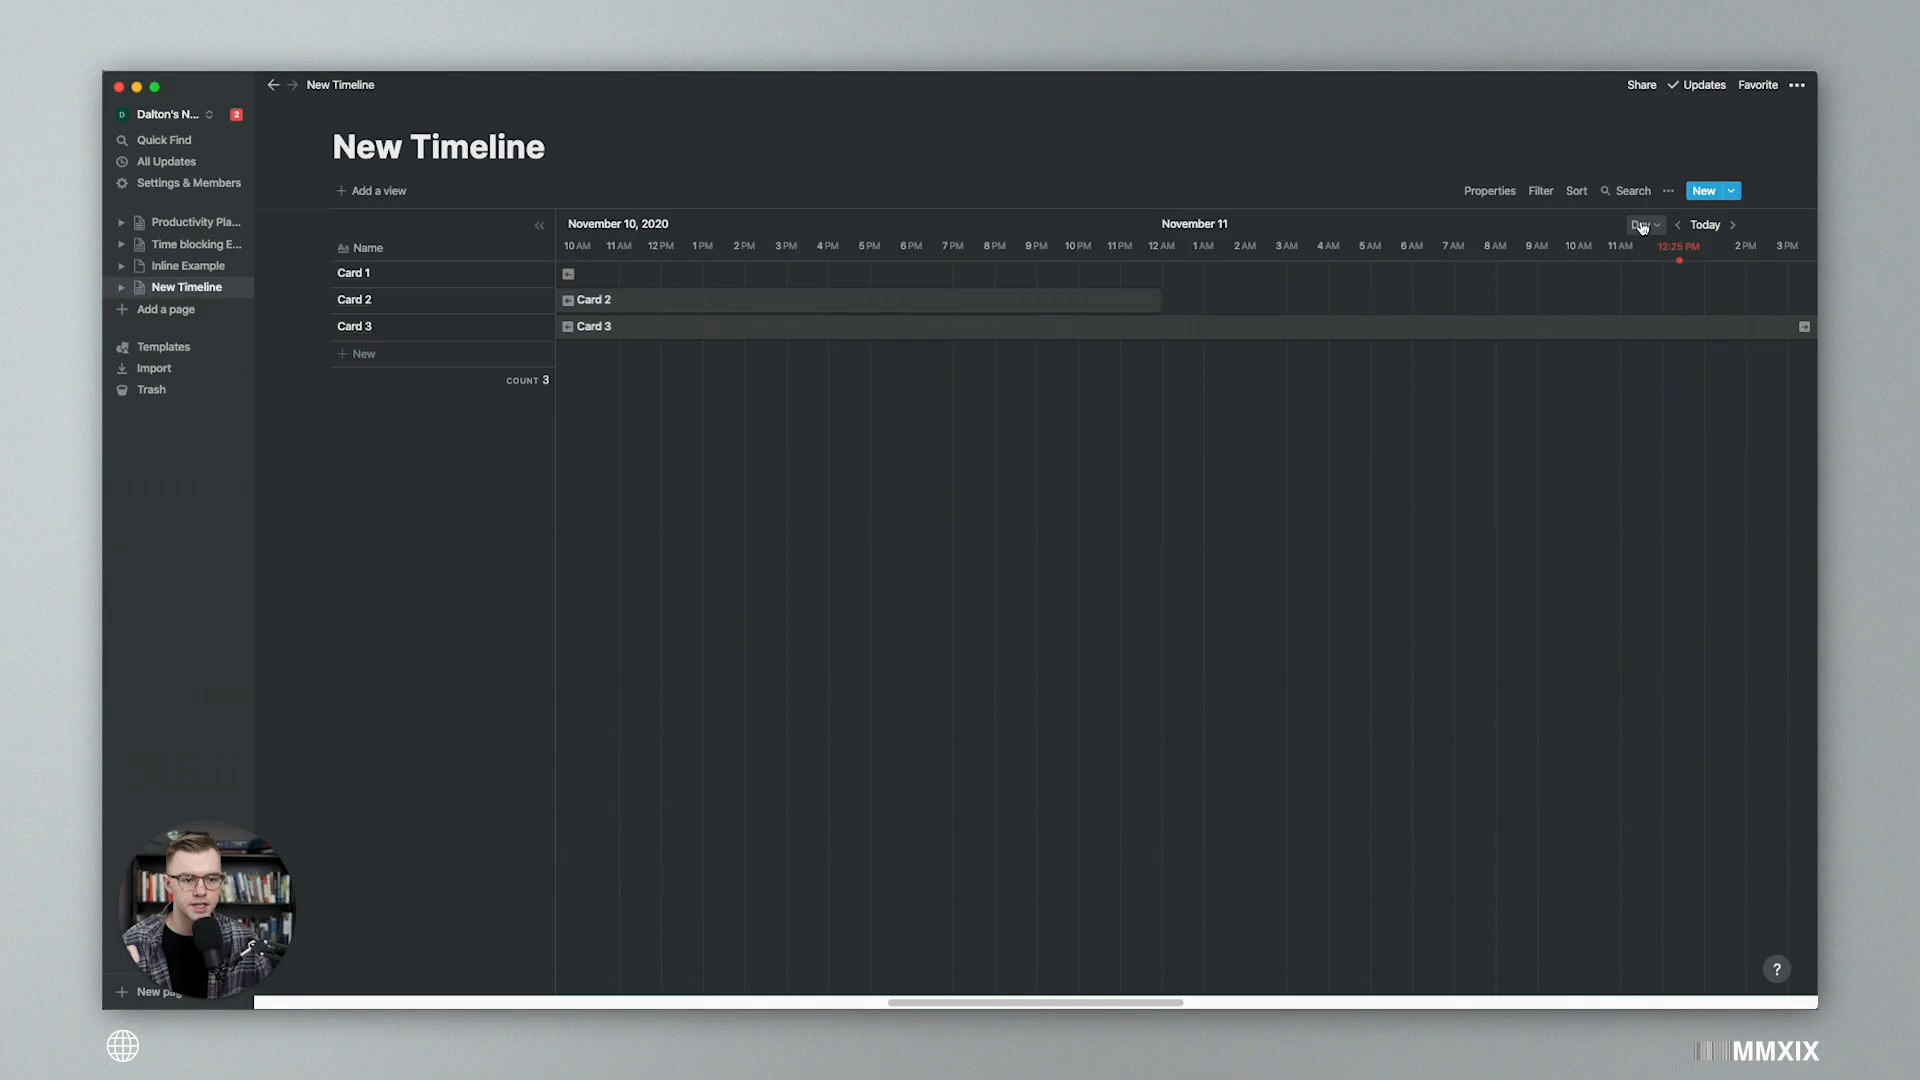 New Timeline
Share Updates Favorite
D Dalton's N... 2
Quick Find
All Updates
Settings & Members
Productivity Pla...
Time blocking E...
Inline Example
New Timeline
Add a page
Templates
Import
Trash
New Timeline
Add a view
Properties Filter Sort Search New
November 10, 2020 November 11 Today
Aa Name 10 AM 11 AM 12 PM 1 PM 2 PM 3 PM 4 PM 5 PM 6 PM 7 PM 8 PM 9 PM 10 PM 11 PM 12 AM 1 AM 2 AM 3 AM 4 AM 5 AM 6 AM 7 AM 8 AM 9 AM 10 AM 11 AM 12:25 PM 2 PM 3 PM
Card 1
Card 2 Card 2
Card 3 Card 3
New
COUNT 3
?
New
MMXIX